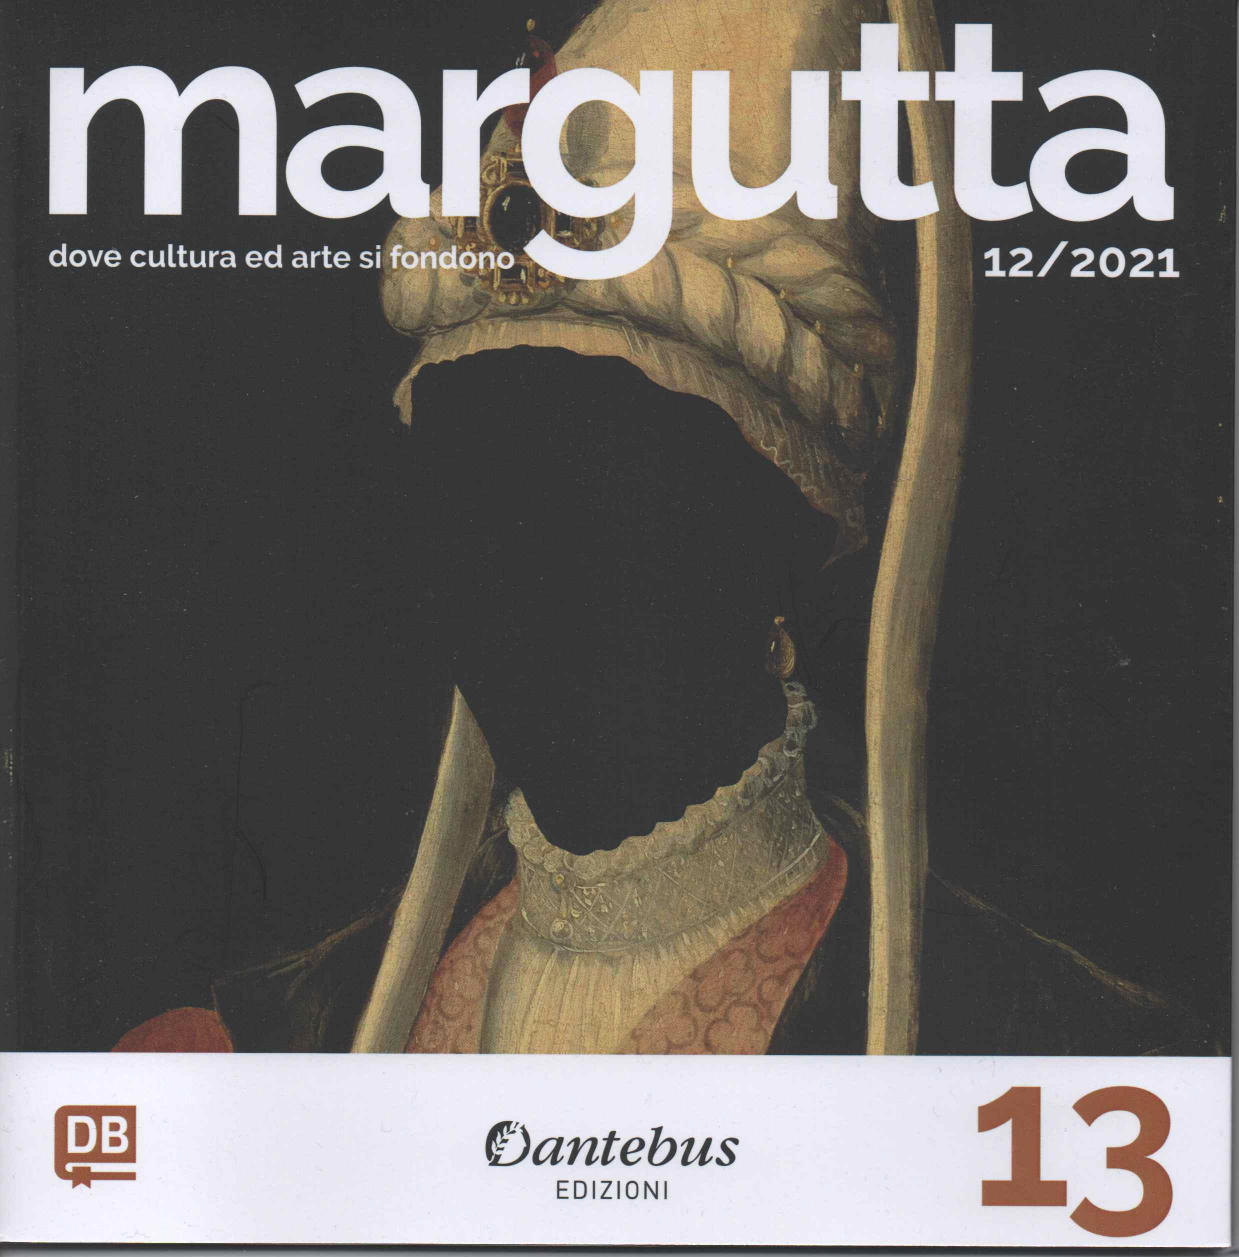 margutta
dove cultura ed arte si fondono
12/2021
DB
Dantebus
EDIZIONI
13